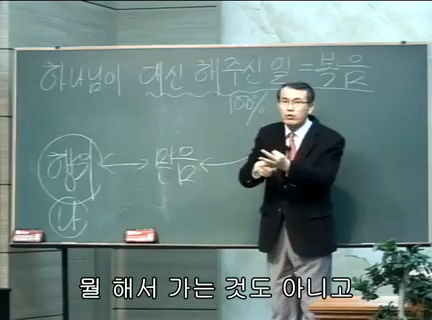 하나님이 대신 해주신 일 = 복음
100%
행위 ↔ 믿음 ←
나
뭘 해서 가는 것도 아니고